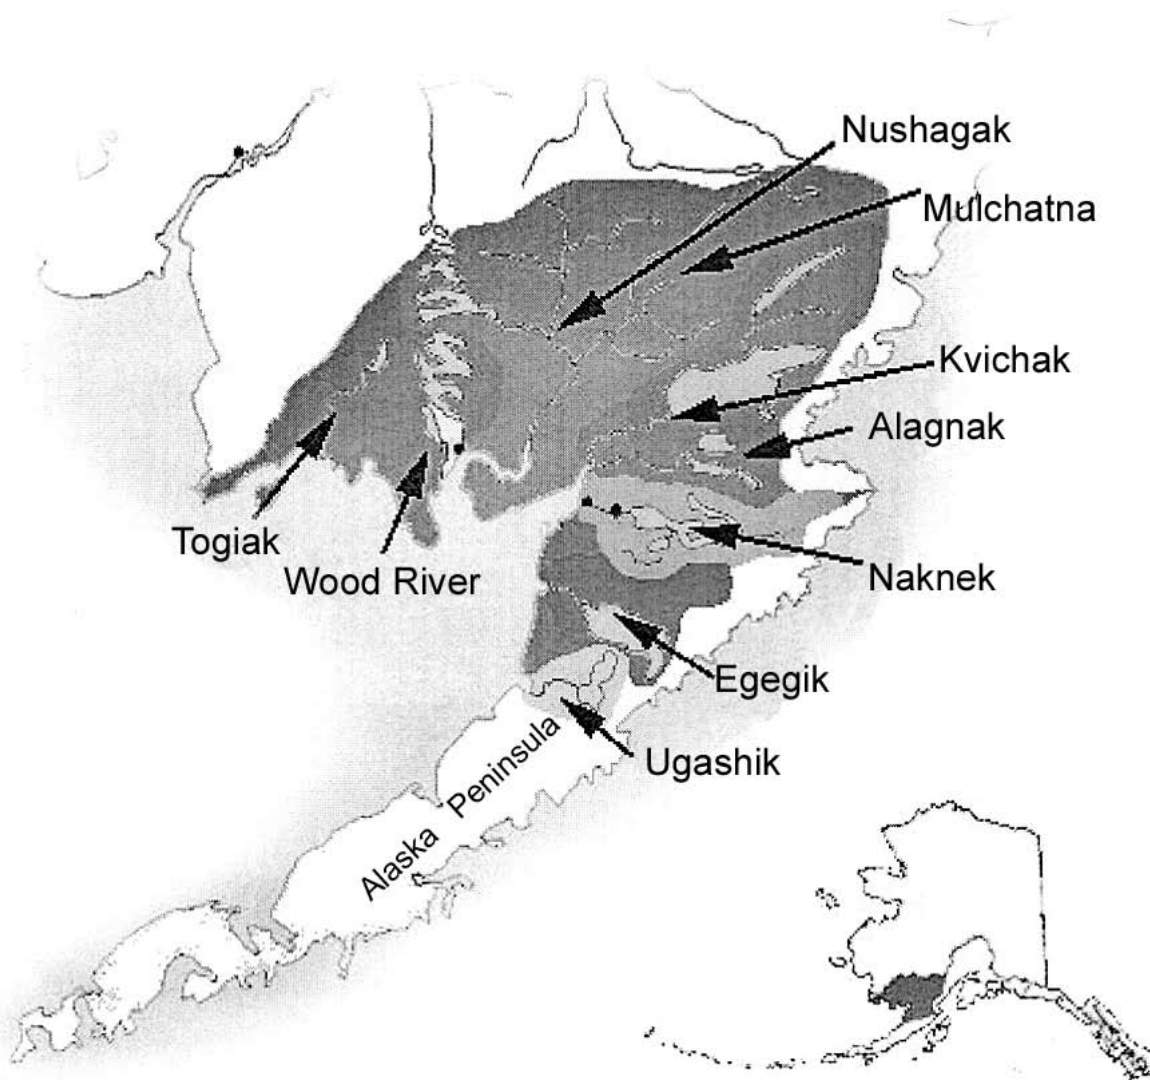 Nushagak
Mulchatna
Kvichak
Alagnak
Togiak
Wood River
Naknek
Egegik
Ugashik
Alaska Peninsula